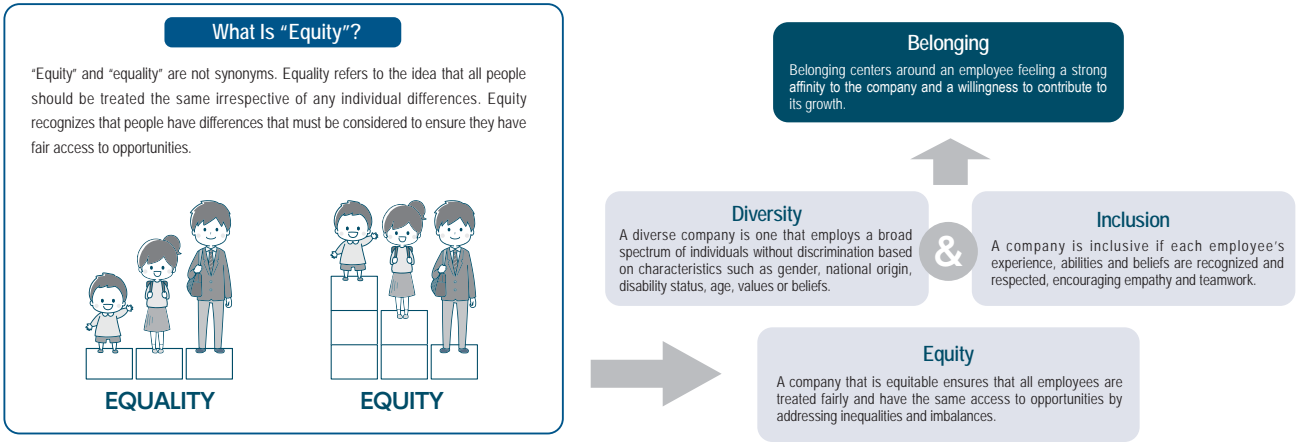 What Is “Equity”?
“Equity” and “equality” are not synonyms. Equality refers to the idea that all people
should be treated the same irrespective of any individual differences. Equity
recognizes that people have differences that must be considered to ensure they have
fair access to opportunities.
EQUALITY
EQUITY
Belonging
Belonging centers around an employee feeling a strong
affinity to the company and a willingness to contribute to
its growth.
Diversity
A diverse company is one that employs a broad
spectrum of individuals without discrimination based
on characteristics such as gender, national origin,
disability status, age, values or beliefs.
&
Inclusion
A company is inclusive if each employee’s
experience, abilities and beliefs are recognized and
respected, encouraging empathy and teamwork.
Equity
A company that is equitable ensures that all employees are
treated fairly and have the same access to opportunities by
addressing inequalities and imbalances.